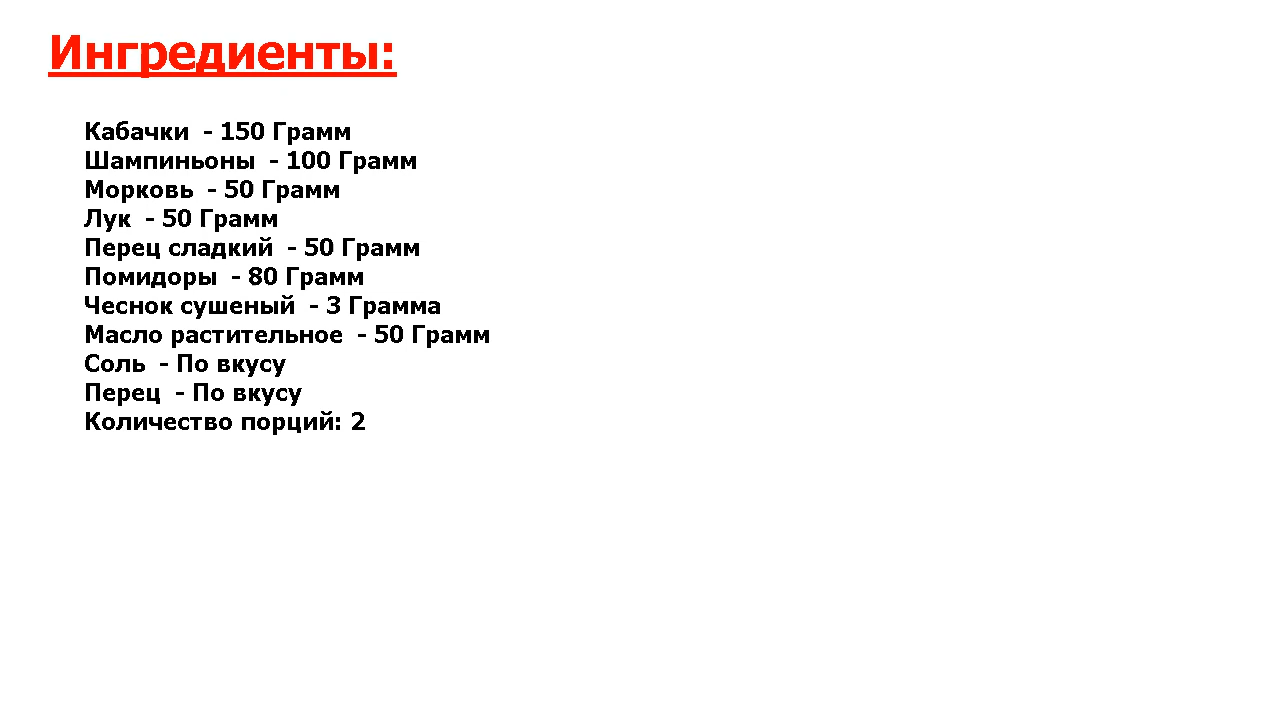 Ингредиенты:
Кабачки - 150 Грамм
Шампиньоны - 100 Грамм
Морковь - 50 Грамм
Лук - 50 Грамм
Перец сладкий - 50 Грамм
Помидоры - 80 Грамм
Чеснок сушеный - 3 Грамма
Масло растительное - 50 Грамм
Соль - По вкусу
Перец - По вкусу
Количество порций: 2